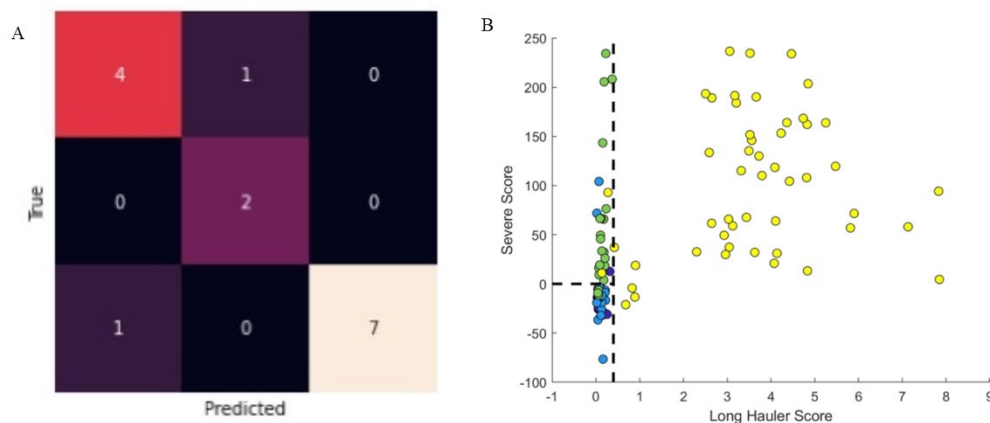 A
4 1 0
0 2 0
1 0 7
True
Predicted
B
250
200
150
100
50
0
-50
-100
-1 0 1 2 3 4 5 6 7 8 9
Severe Score
Long Hauler Score